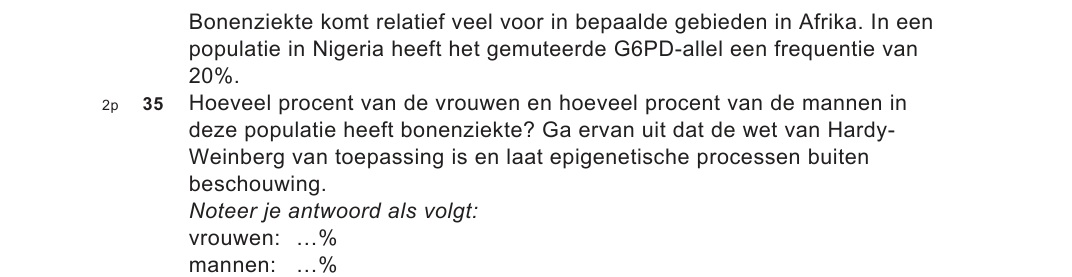 Bonenziekte komt relatief veel voor in bepaalde gebieden in Afrika. In een
populatie in Nigeria heeft het gemuteerde G6PD-allel een frequentie van
20%.
2p 35 Hoeveel procent van de vrouwen en hoeveel procent van de mannen in
deze populatie heeft bonenziekte? Ga ervan uit dat de wet van Hardy-
Weinberg van toepassing is en laat epigenetische processen buiten
beschouwing.
Noteer je antwoord als volgt:
vrouwen: ...%
mannen: ...%